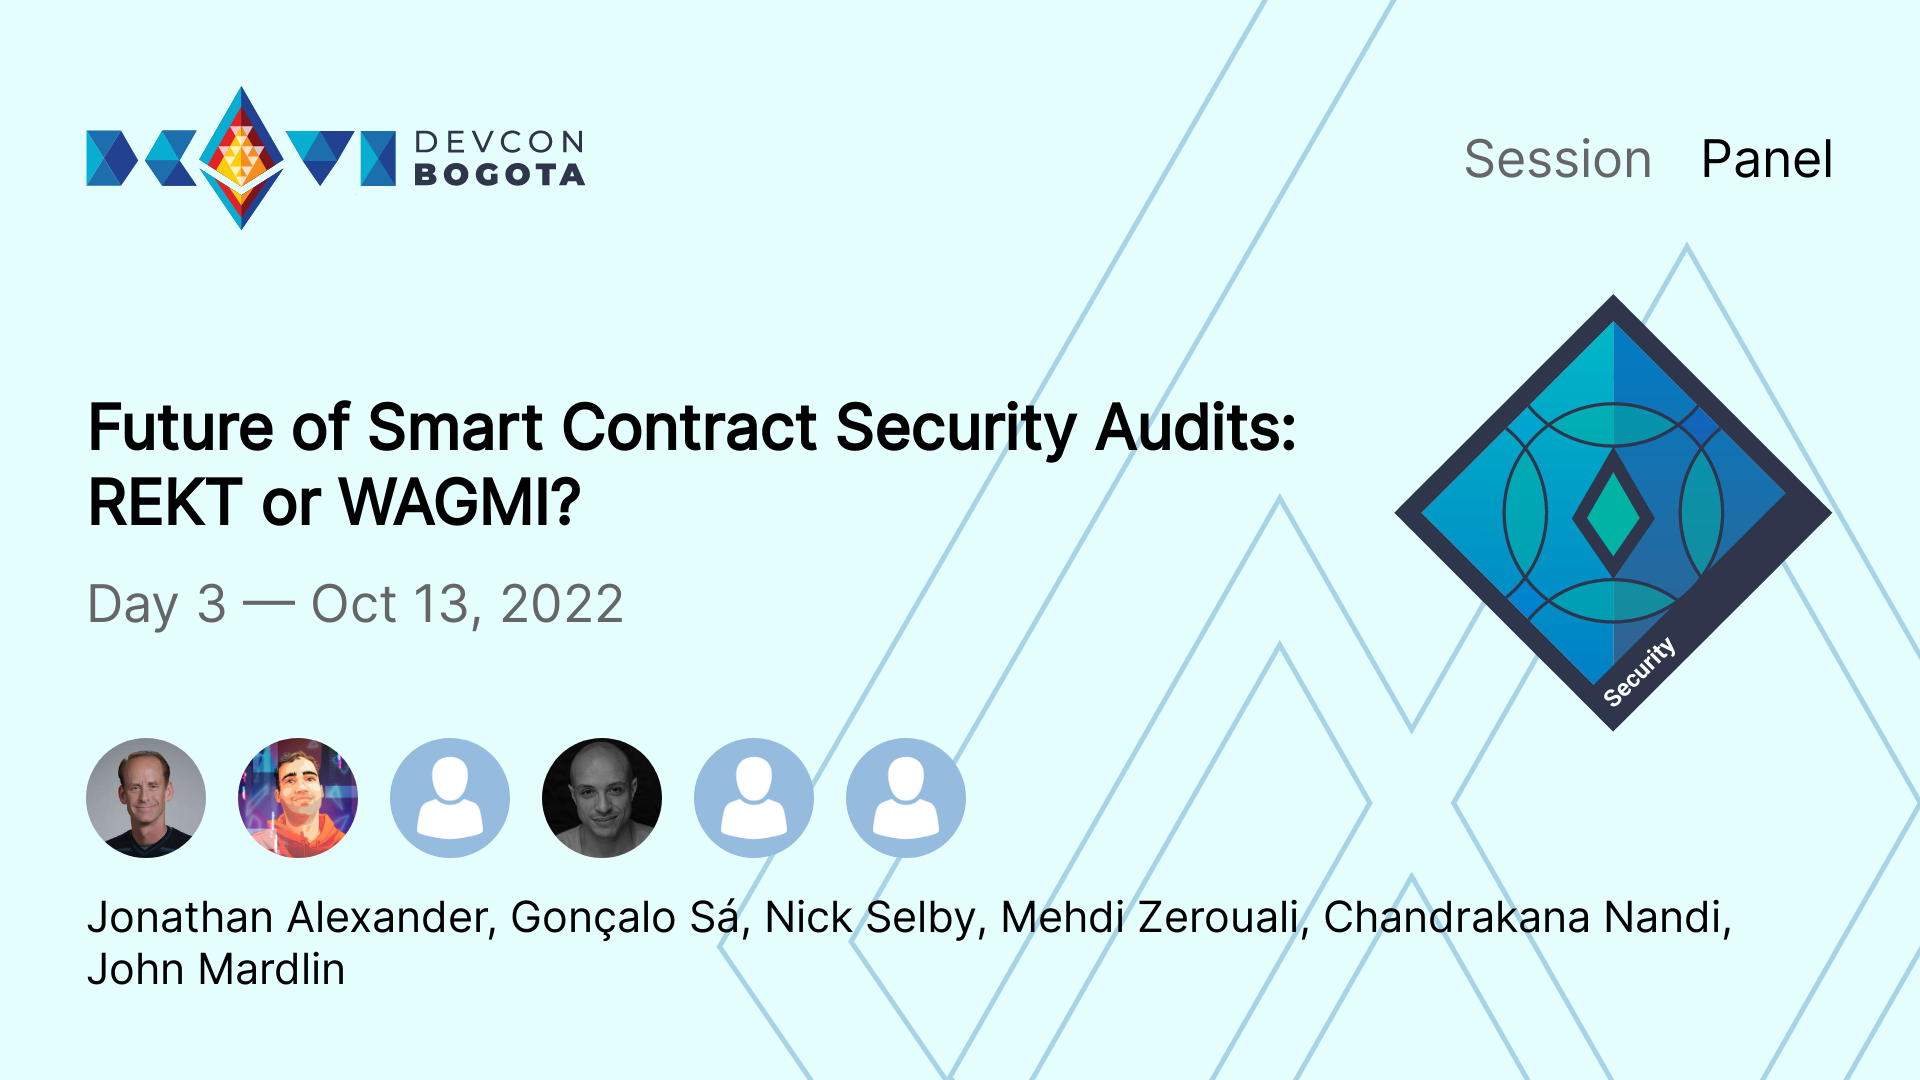 DEVCON
BOGOTA
Session Panel
Future of Smart Contract Security Audits:
REKT or WAGMI?
Day 3 — Oct 13, 2022
Security
Jonathan Alexander, Gonçalo Sá, Nick Selby, Mehdi Zerouali, Chandrakana Nandi,
John Mardlin